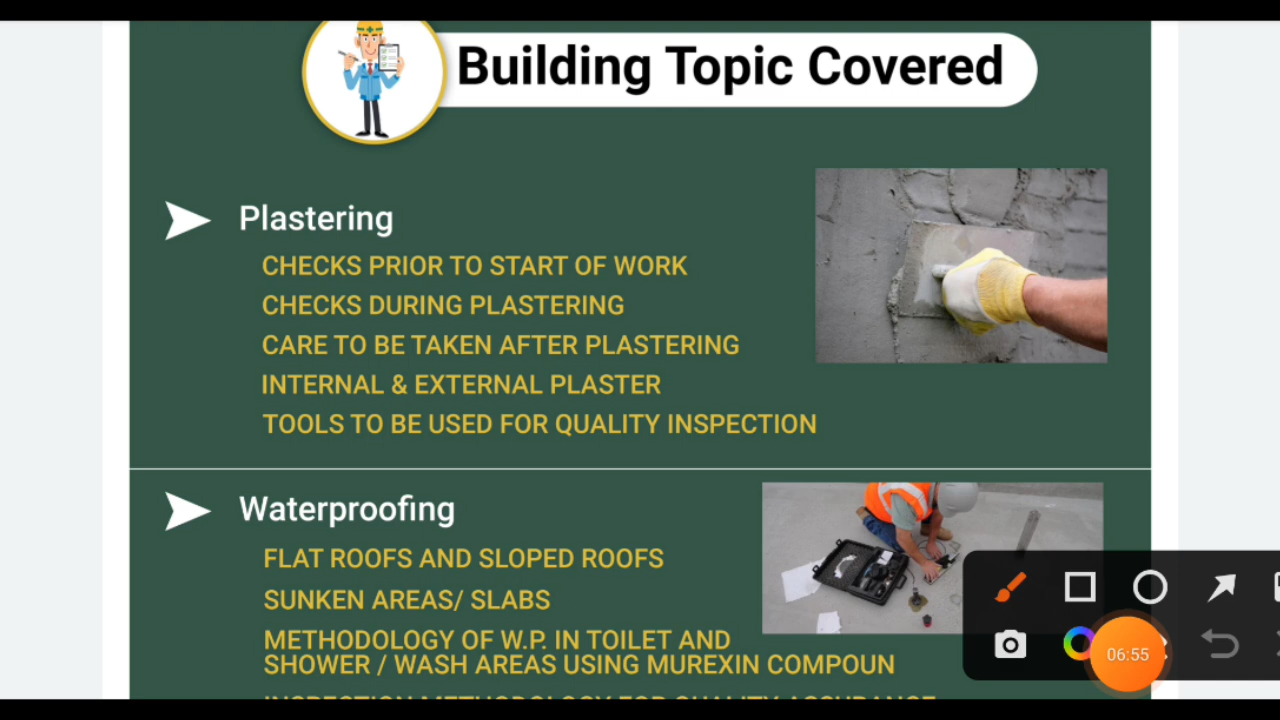 Building Topic Covered
Plastering
CHECKS PRIOR TO START OF WORK
CHECKS DURING PLASTERING
CARE TO BE TAKEN AFTER PLASTERING
INTERNAL & EXTERNAL PLASTER
TOOLS TO BE USED FOR QUALITY INSPECTION
Waterproofing
FLAT ROOFS AND SLOPED ROOFS
SUNKEN AREAS/ SLABS
METHODOLOGY OF W.P. IN TOILET AND
SHOWER / WASH AREAS USING MUREXIN COMPOUN
06:55